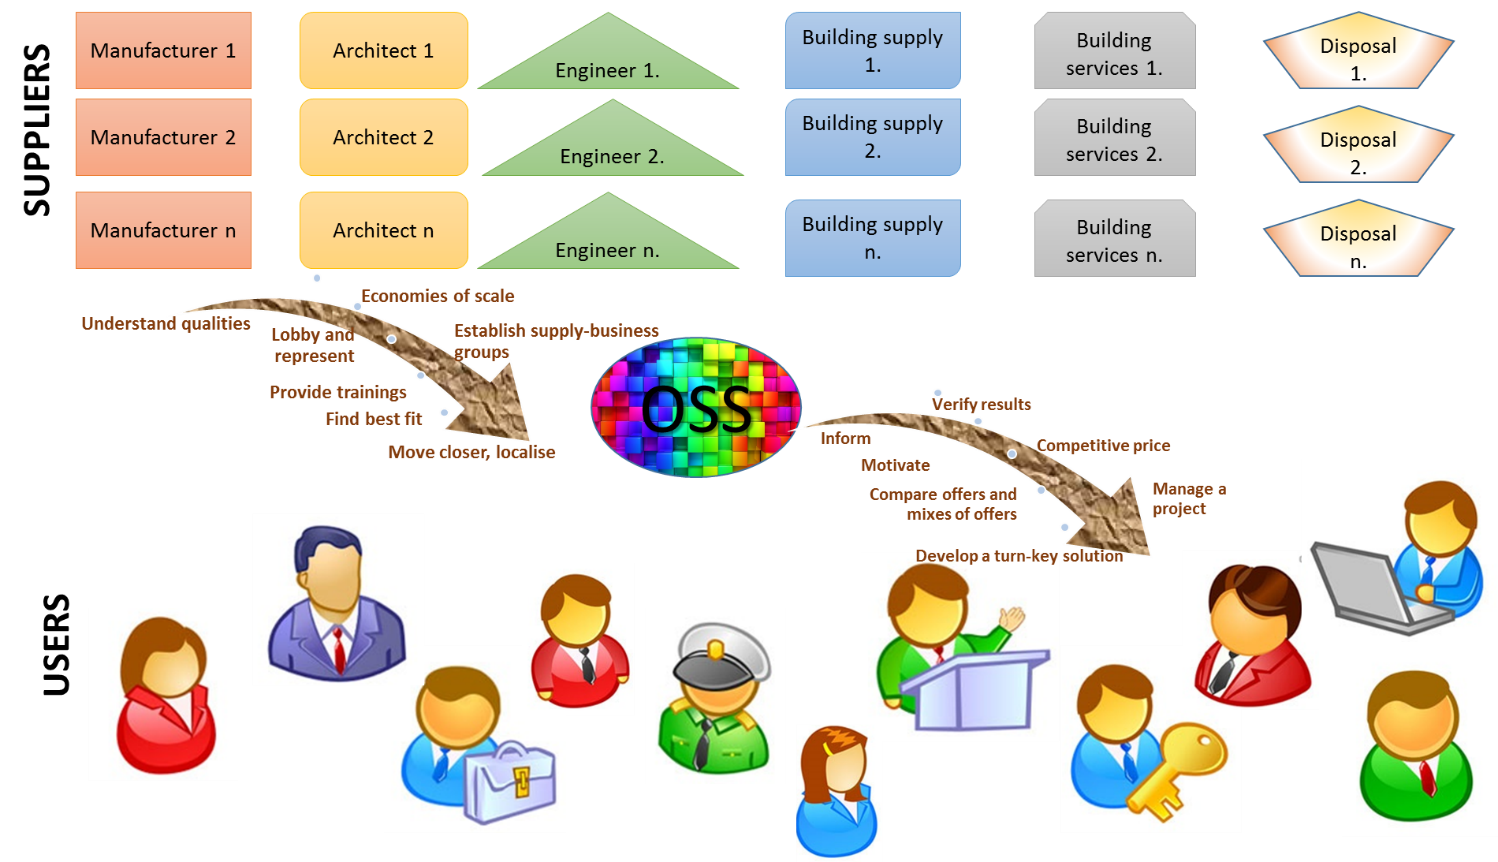 SUPPLIERS
Manufacturer 1
Architect 1
Engineer 1.
Building supply
1.
Building
services 1.
Disposal
1.
Manufacturer 2
Architect 2
Engineer 2.
Building supply
2.
Building
services 2.
Disposal
2.
Manufacturer n
Architect n
Engineer n.
Building supply
n.
Building
services n.
Disposal
n.
Understand qualities
Economies of scale
Lobby and
represent
Establish supply-business
groups
Provide trainings
Find best fit
Move closer, localise
OSS
Verify results
Inform
Competitive price
Motivate
Compare offers and
mixes of offers
Manage a
project
Develop a turn-key solution
USERS